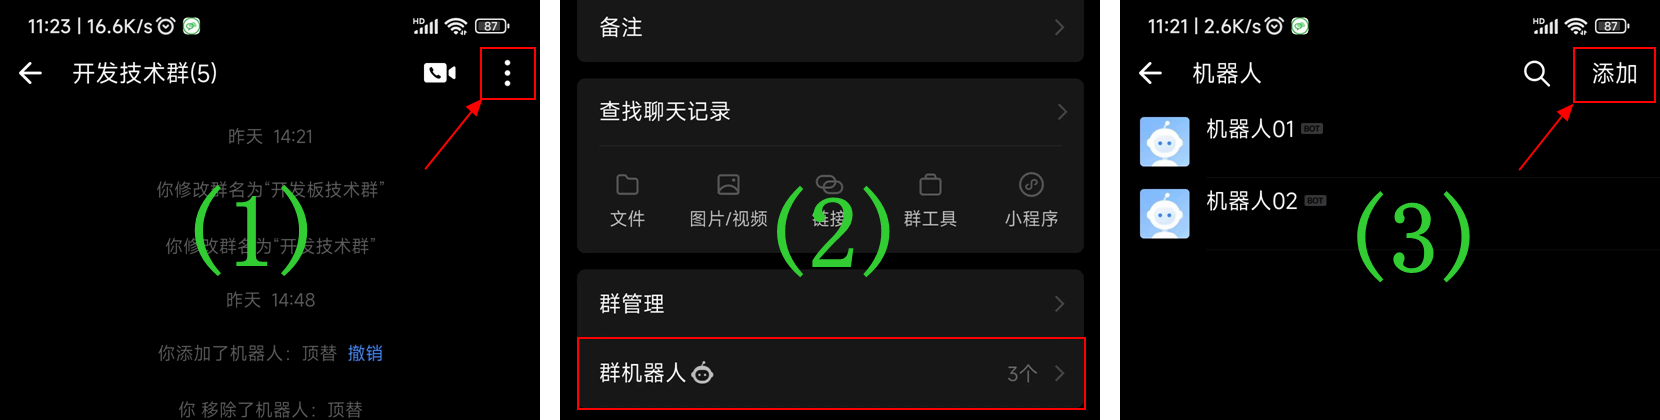 11:23 | 16.6K/s
HD 87
开发技术群(5)
昨天 14:21
你修改群名为“开发板技术群”
你修改群名为“开发技术群”
(1)
昨天 14:48
你添加了机器人：顶替 撤销
你 移除了机器人：顶替
备注
查找聊天记录
文件
图片/视频
链接
群工具
小程序
(2)
群管理
群机器人
3个
11:21 | 2.6K/s
HD 87
机器人
添加
机器人01 BOT
机器人02 BOT
(3)